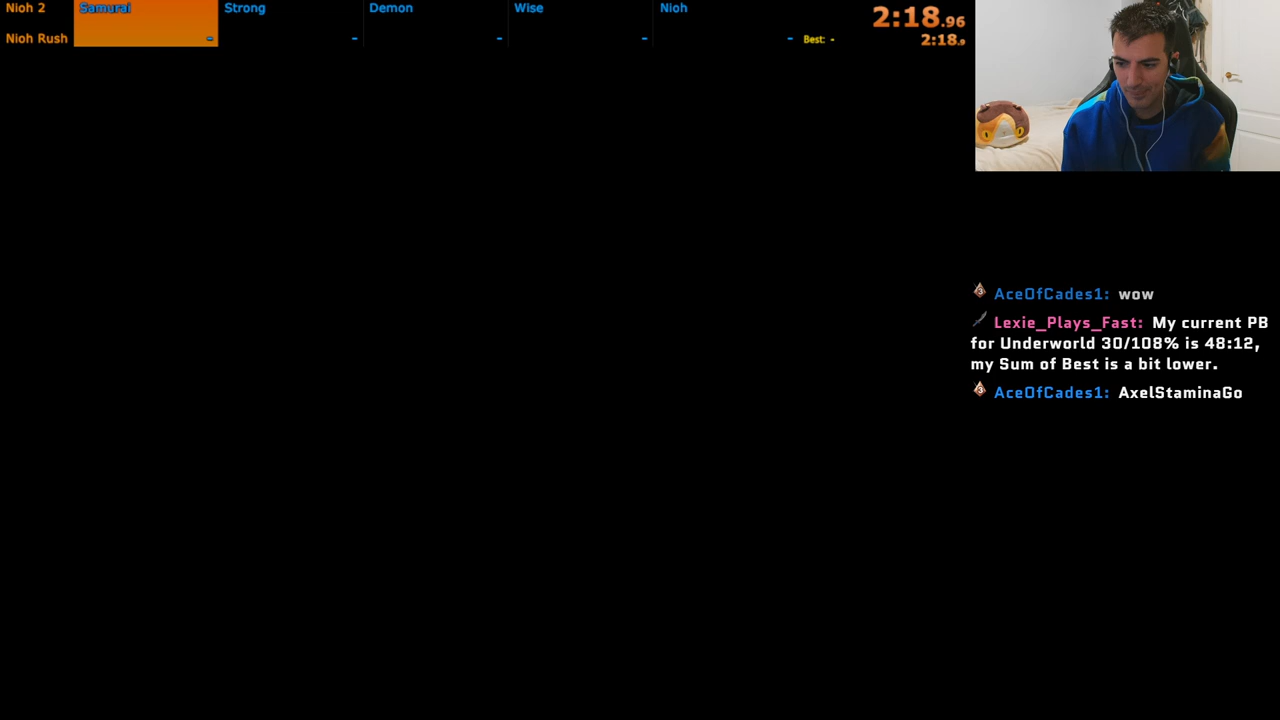 Nioh 2 Samurai Strong Demon Wise Nioh 2:18.96
Nioh Rush - - - - - Best: - 2:18.9
AceOfCades1: wow
Lexie_Plays_Fast: My current PB
for Underworld 30/108% is 48:12,
my Sum of Best is a bit lower.
AceOfCades1: AxelStaminaGo